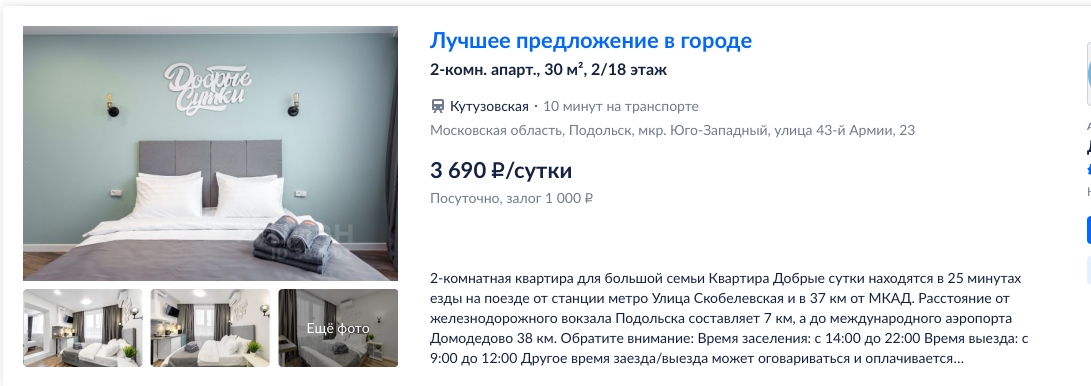 Добрые
Сутки
Ещё фото
Лучшее предложение в городе
2-комн. апарт., 30 м², 2/18 этаж
Кутузовская · 10 минут на транспорте
Московская область, Подольск, мкр. Юго-Западный, улица 43-й Армии, 23
3 690 ₽/сутки
Посуточно, залог 1 000 ₽
2-комнатная квартира для большой семьи Квартира Добрые сутки находятся в 25 минутах
езды на поезде от станции метро Улица Скобелевская и в 37 км от МКАД. Расстояние от
железнодорожного вокзала Подольска составляет 7 км, а до международного аэропорта
Домодедово 38 км. Обратите внимание: Время заселения: с 14:00 до 22:00 Время выезда: с
9:00 до 12:00 Другое время заезда/выезда может оговариваться и оплачивается...